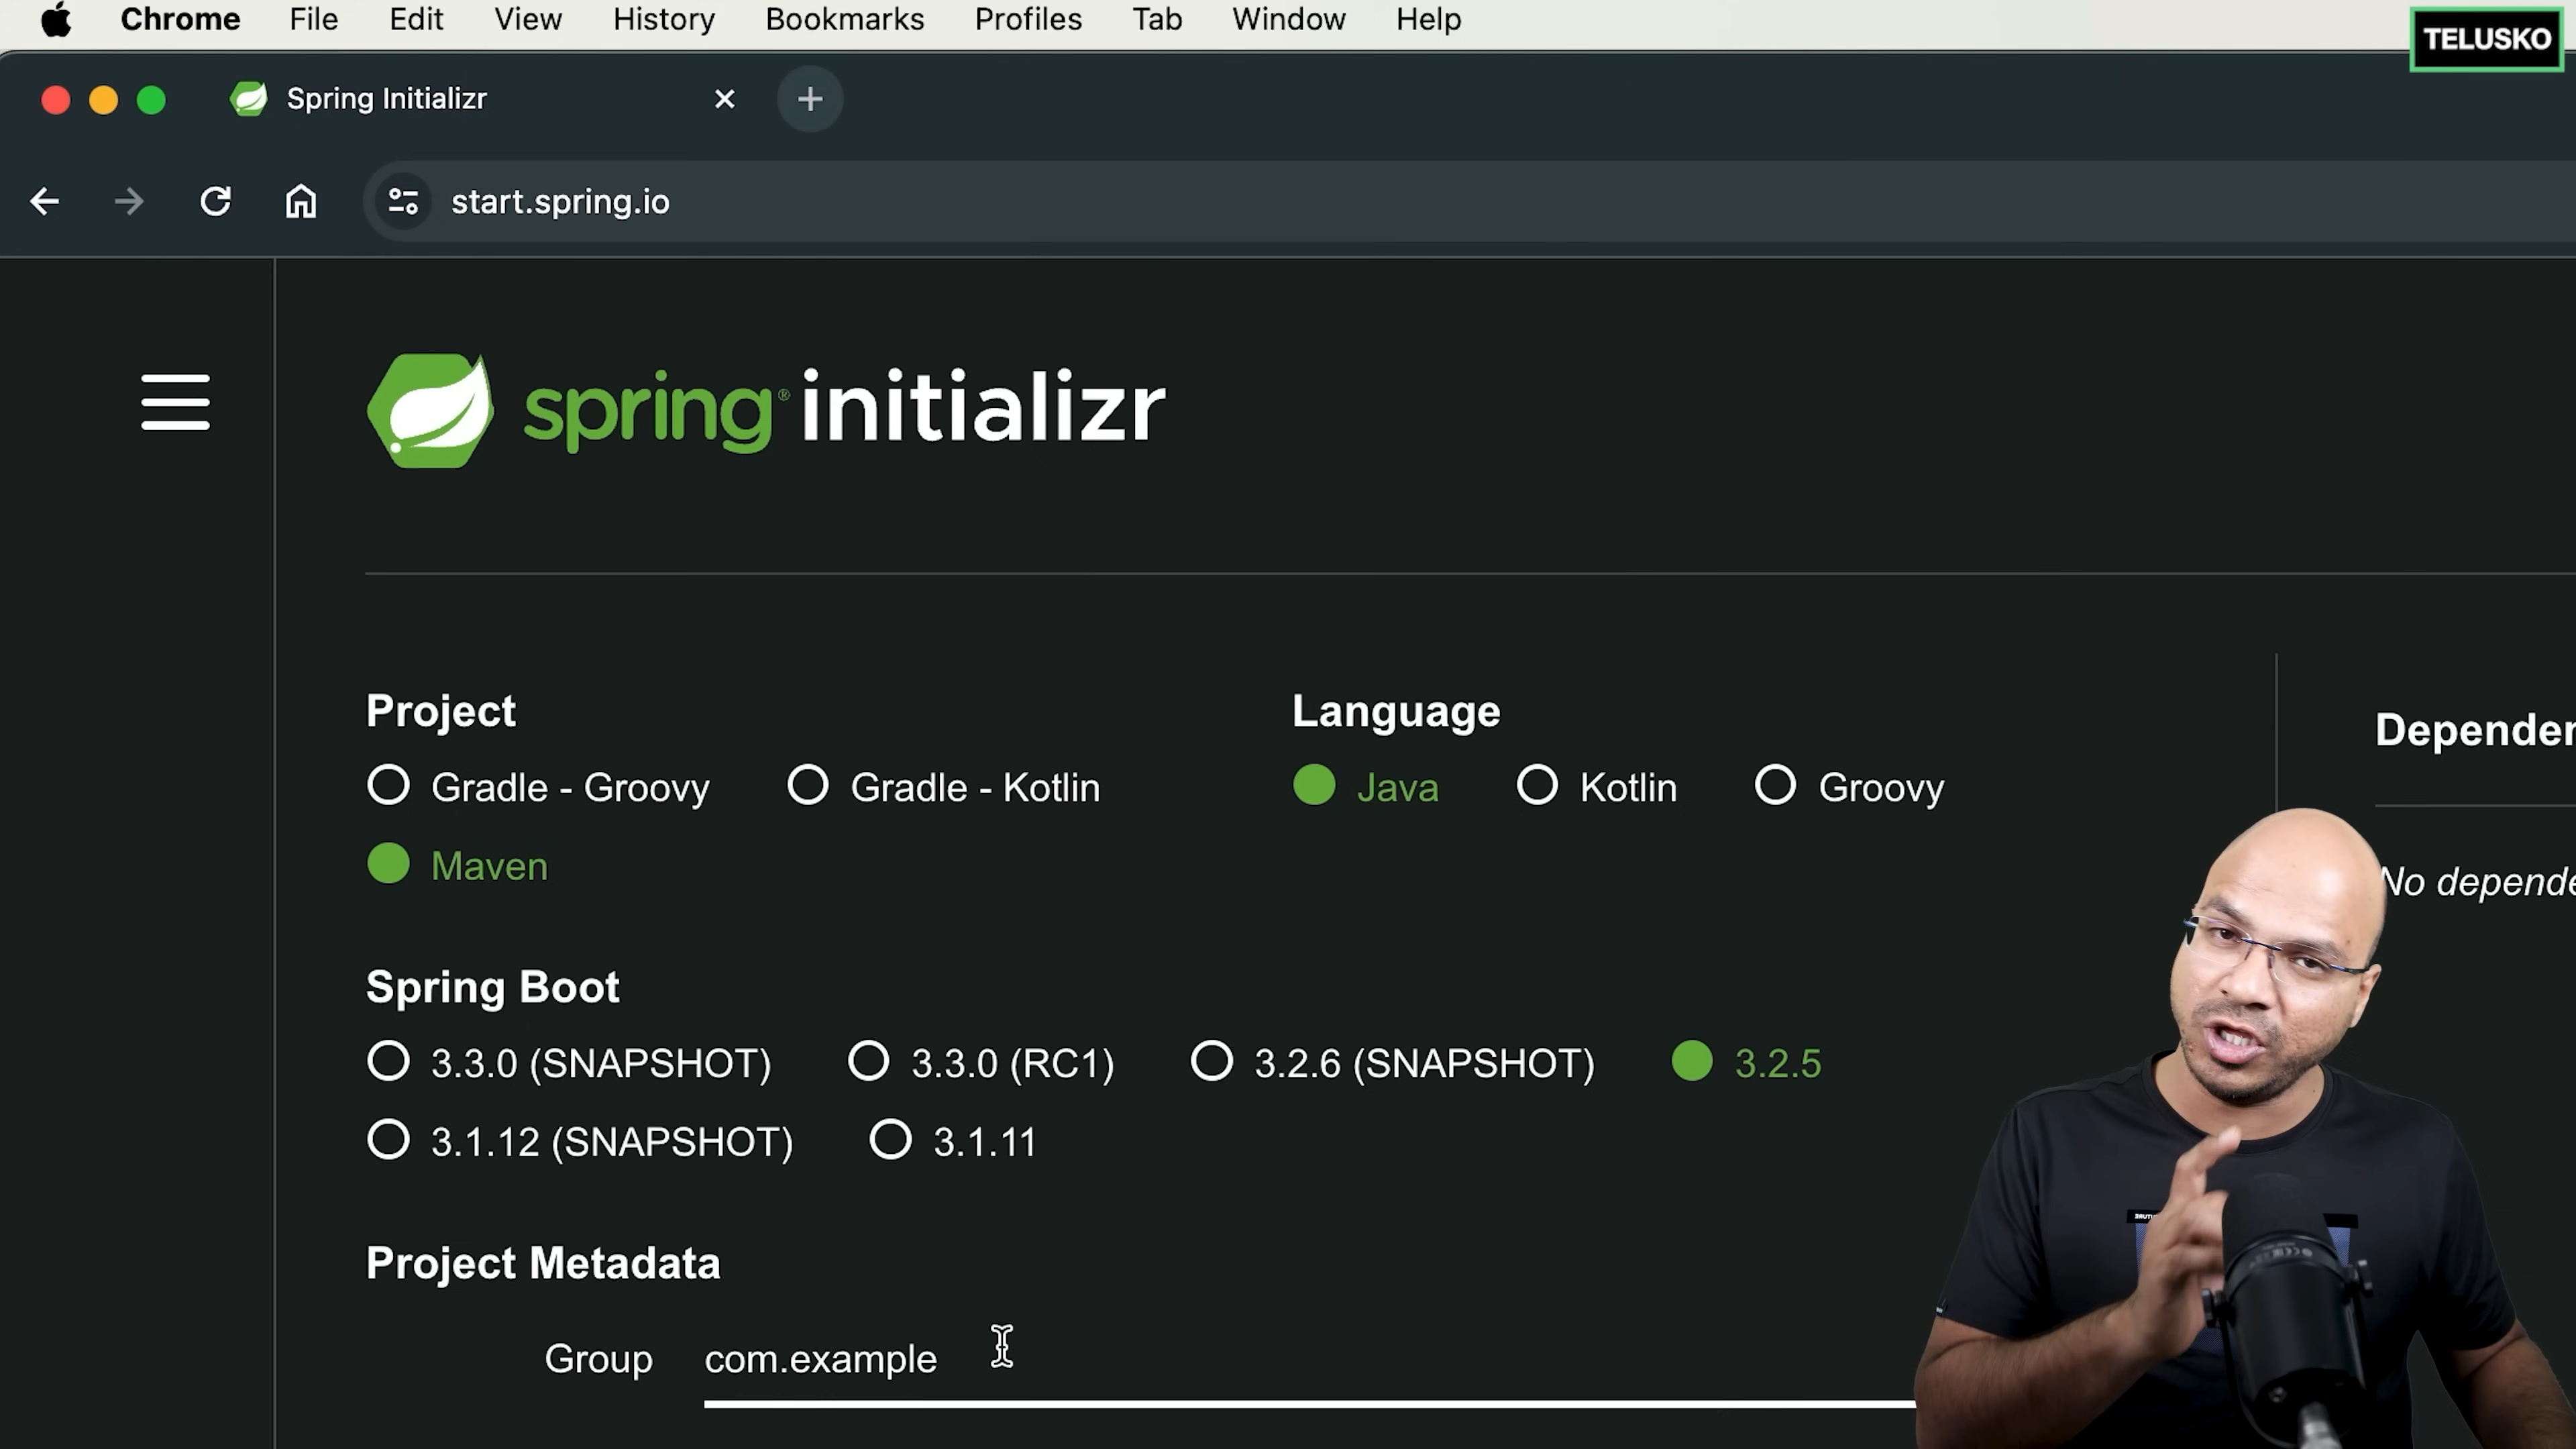 Chrome File Edit View History Bookmarks Profiles Tab Window Help
TELUSKO
Spring Initializr
start.spring.io
spring® initializr
Project
Gradle - Groovy Gradle - Kotlin
Maven
Language
Java Kotlin Groovy
Spring Boot
3.3.0 (SNAPSHOT) 3.3.0 (RC1) 3.2.6 (SNAPSHOT) 3.2.5
3.1.12 (SNAPSHOT) 3.1.11
Project Metadata
Group com.example
Depender
No depende